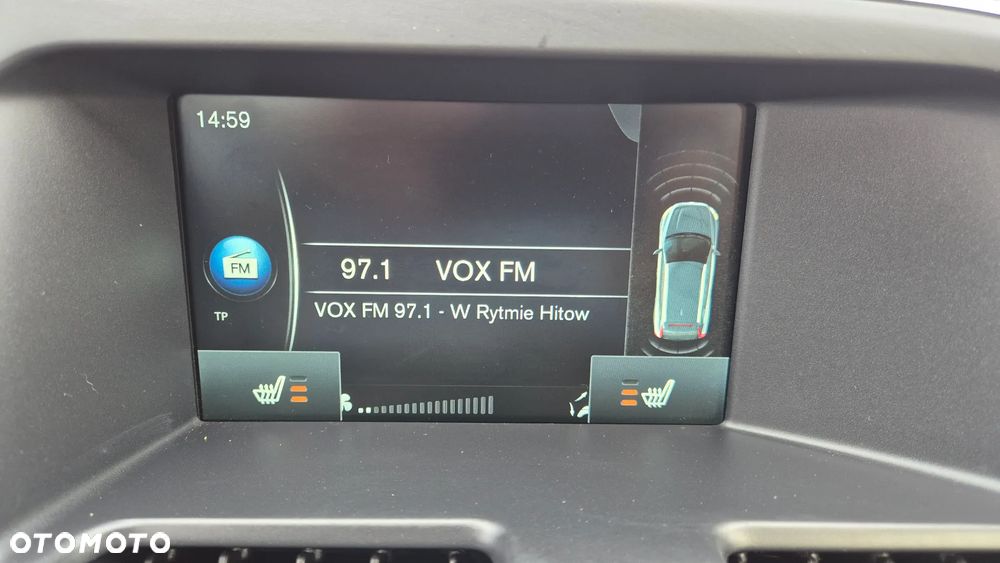 14:59
FM
97.1 VOX FM
TP
VOX FM 97.1 - W Rytmie Hitow
OTOMOTO